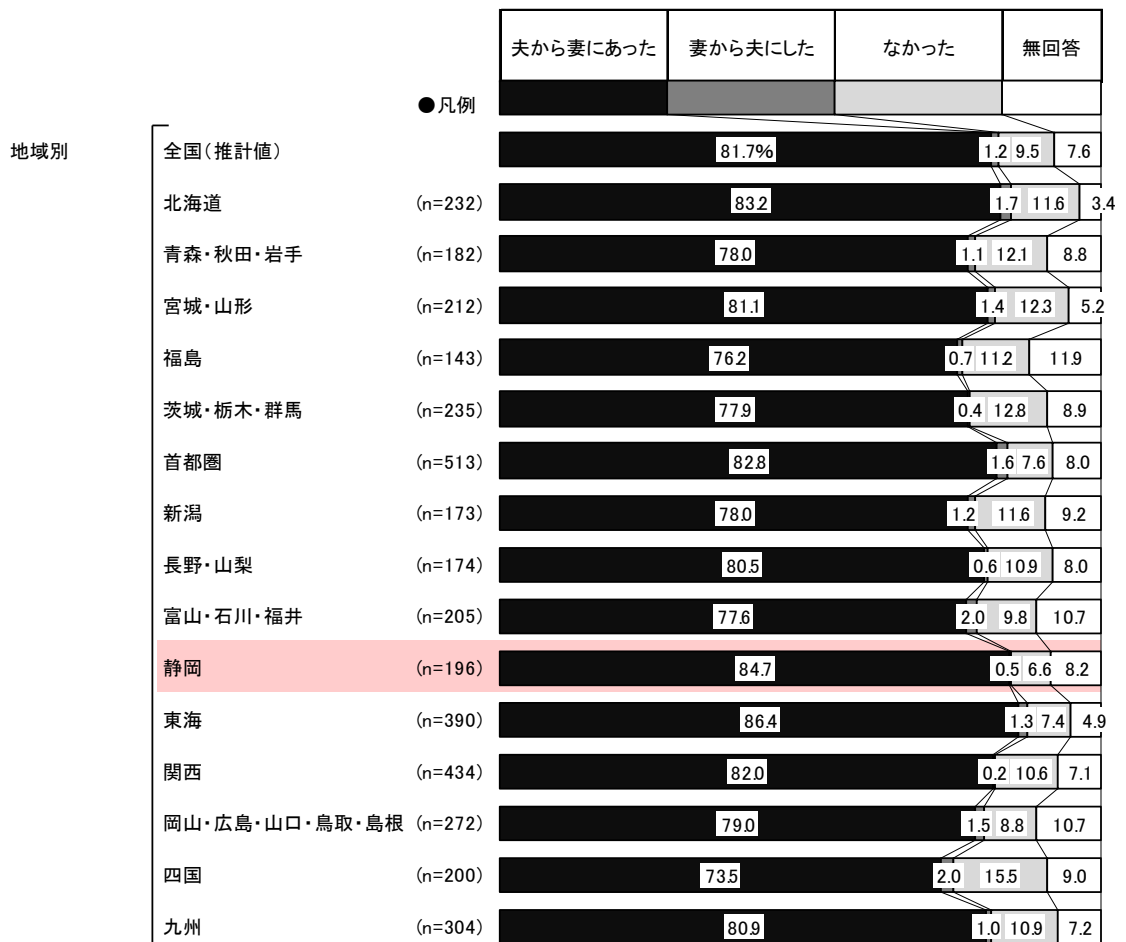 夫から妻にあった 妻から夫にした なかった 無回答
●凡例
地域別 全国(推計値) 81.7% 1.2 9.5 7.6
北海道 (n=232) 83.2 1.7 11.6 3.4
青森・秋田・岩手 (n=182) 78.0 1.1 12.1 8.8
宮城・山形 (n=212) 81.1 1.4 12.3 5.2
福島 (n=143) 76.2 0.7 11.2 11.9
茨城・栃木・群馬 (n=235) 77.9 0.4 12.8 8.9
首都圏 (n=513) 82.8 1.6 7.6 8.0
新潟 (n=173) 78.0 1.2 11.6 9.2
長野・山梨 (n=174) 80.5 0.6 10.9 8.0
富山・石川・福井 (n=205) 77.6 2.0 9.8 10.7
静岡 (n=196) 84.7 0.5 6.6 8.2
東海 (n=390) 86.4 1.3 7.4 4.9
関西 (n=434) 82.0 0.2 10.6 7.1
岡山・広島・山口・鳥取・島根 (n=272) 79.0 1.5 8.8 10.7
四国 (n=200) 73.5 2.0 15.5 9.0
九州 (n=304) 80.9 1.0 10.9 7.2